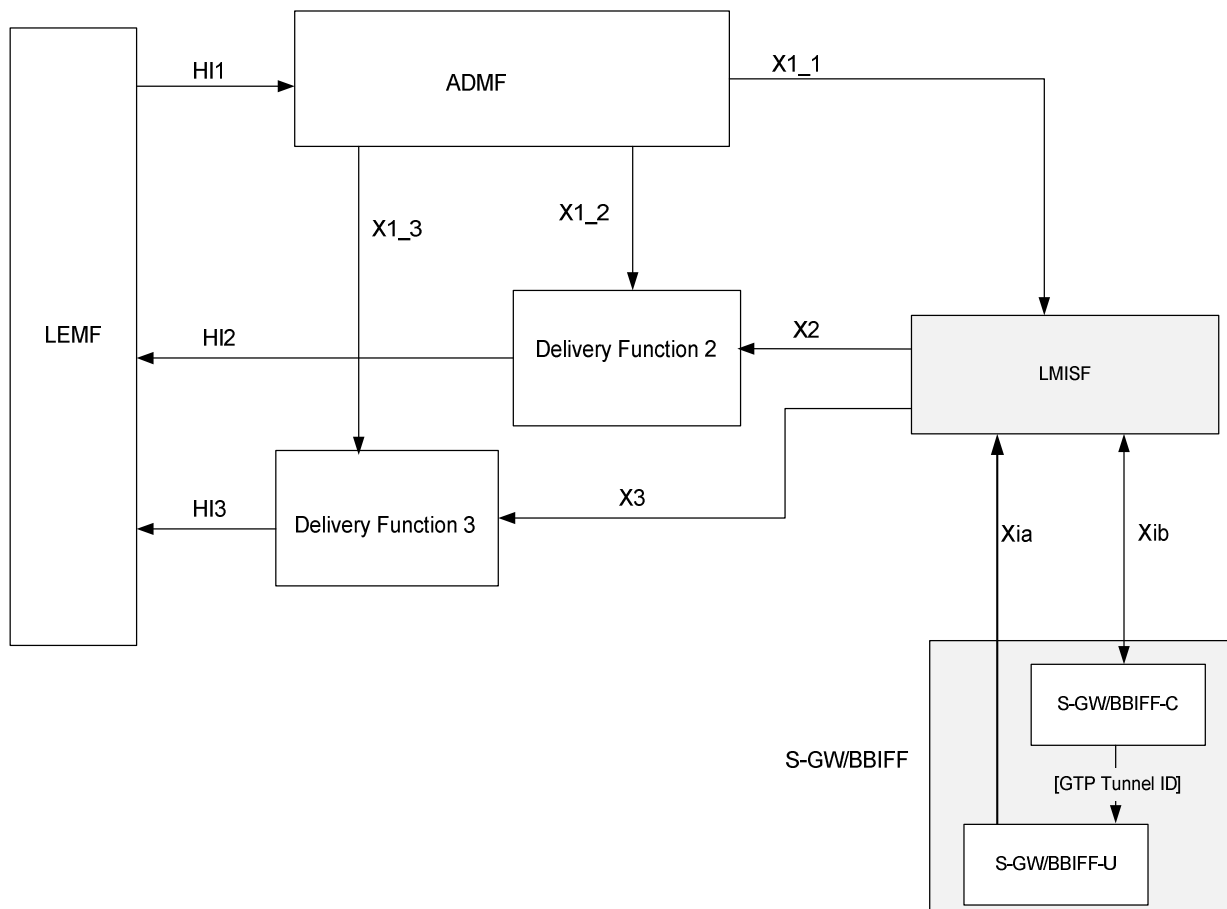 HI1
ADMF
X1_1
X1_3
X1_2
LEMF
HI2
Delivery Function 2
X2
LMISF
HI3
Delivery Function 3
X3
Xia
Xib
S-GW/BBIFF-C
S-GW/BBIFF
[GTP Tunnel ID]
S-GW/BBIFF-U